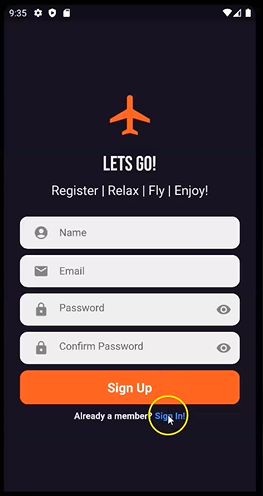 9:35
LETS GO!
Register | Relax | Fly | Enjoy!
Name
Email
Password
Confirm Password
Sign Up
Already a member? Sign In!